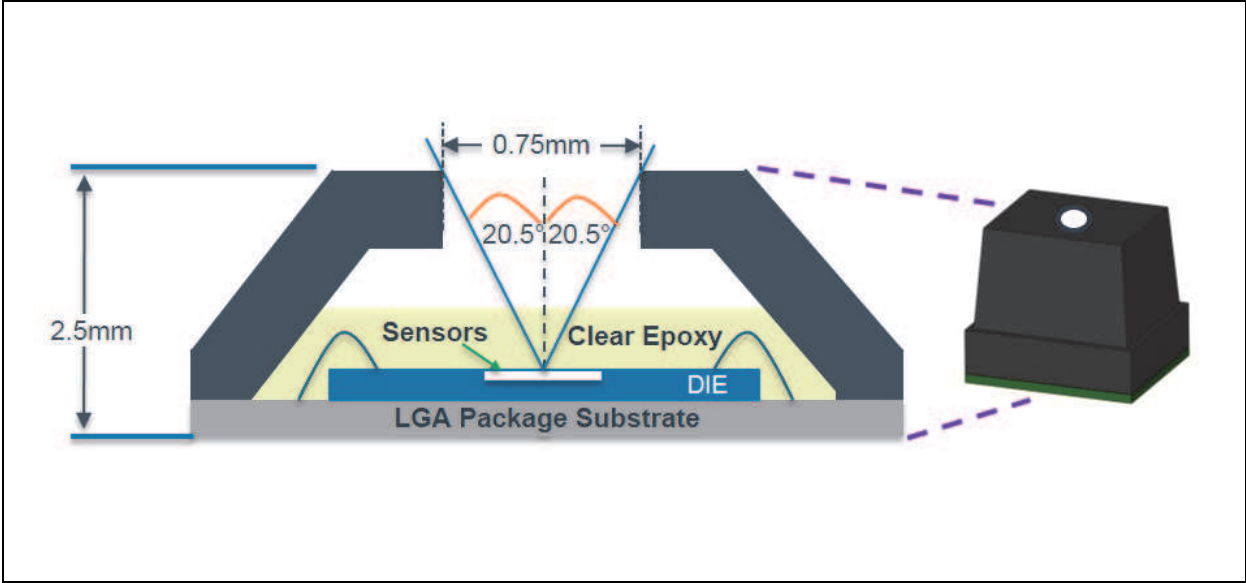 0.75mm
20.5° 20.5°
2.5mm
Sensors
Clear Epoxy
DIE
LGA Package Substrate